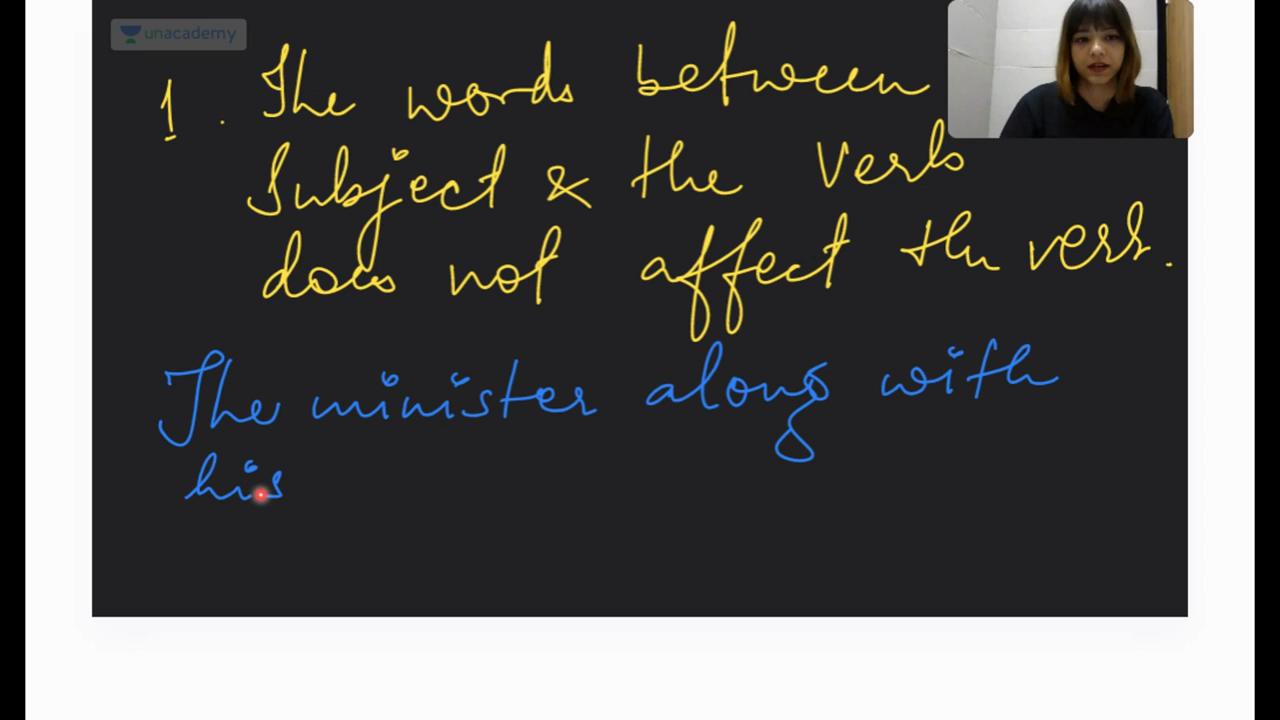 unacademy
1. The words between
Subject & the Verb
does not affect the verb.
The minister along with
his